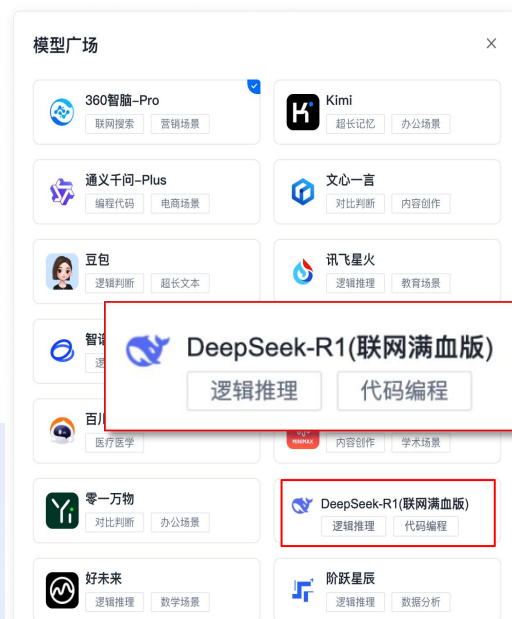 模型广场
360智脑-Pro
联网搜索 营销场景
Kimi
超长记忆 办公场景
通义千问-Plus
编程代码 电商场景
文心一言
对比判断 内容创作
豆包
逻辑判断 超长文本
讯飞星火
逻辑推理 教育场景
DeepSeek-R1(联网满血版)
逻辑推理 代码编程
医疗医学
MINIMAX
内容创作 学术场景
零一万物
对比判断 办公场景
DeepSeek-R1(联网满血版)
逻辑推理 代码编程
好未来
逻辑推理 数学场景
阶跃星辰
逻辑推理 数据分析